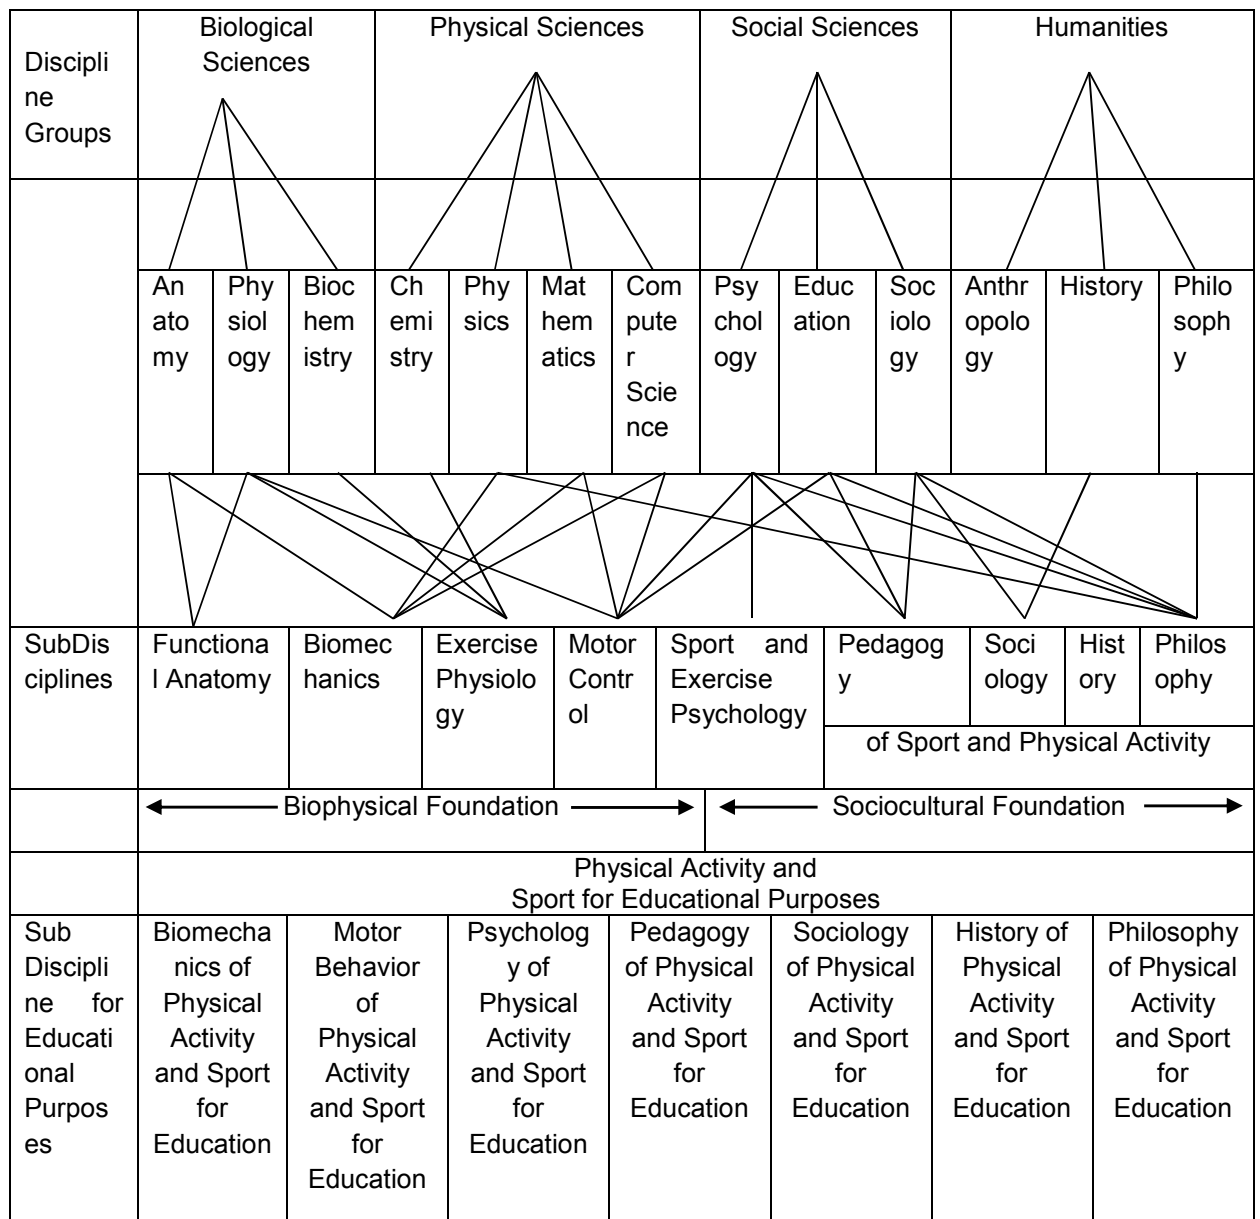 Discipli
ne
Groups
Biological
Sciences
Physical Sciences
Social Sciences
Humanities
An
ato
my
Phy
siol
ogy
Bioc
hem
istry
Ch
emi
stry
Phy
sics
Mat
hem
atics
Com
pute
r
Scie
nce
Psy
chol
ogy
Educ
ation
Soc
iolo
gy
Anthr
opolo
gy
History
Philo
soph
y
SubDis
ciplines
Functiona
l Anatomy
Biomec
hanics
Exercise
Physiolo
gy
Motor
Contr
ol
Sport and
Exercise
Psychology
Pedagog
y
Soci
ology
Hist
ory
Philos
ophy
of Sport and Physical Activity
Biophysical Foundation
Sociocultural Foundation
Physical Activity and
Sport for Educational Purposes
Sub
Discipli
ne for
Educati
onal
Purpos
es
Biomecha
nics of
Physical
Activity
and Sport
for
Education
Motor
Behavior
of
Physical
Activity
and Sport
for
Education
Psycholog
y of
Physical
Activity
and Sport
for
Education
Pedagogy
of Physical
Activity
and Sport
for
Education
Sociology
of Physical
Activity
and Sport
for
Education
History of
Physical
Activity
and Sport
for
Education
Philosophy
of Physical
Activity
and Sport
for
Education